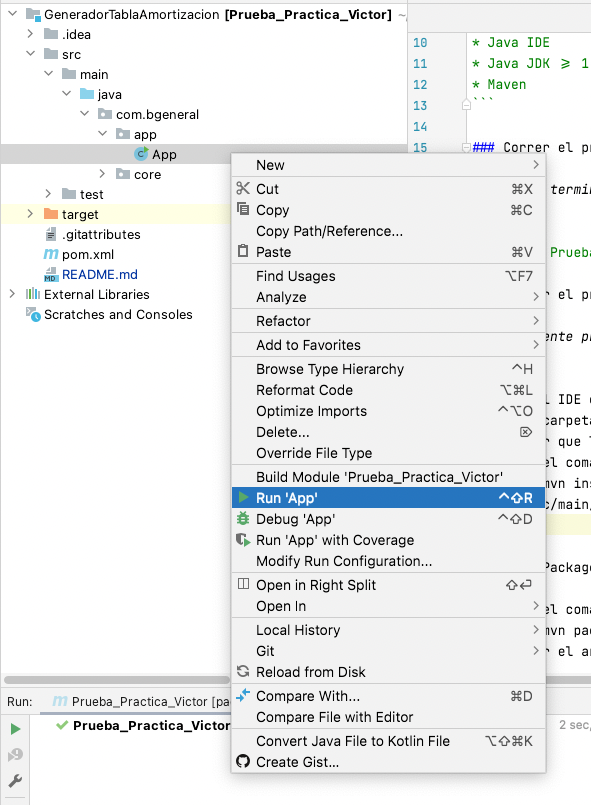 GeneradorTablaAmortizacion [Prueba_Practica_Victor] ~
.idea
src
main
java
com.bgeneral
app
App
core
test
target
.gitattributes
pom.xml
README.md
External Libraries
Scratches and Consoles
10 * Java IDE
11 * Java JDK >= 1
12 * Maven
13 ```
14
15 ### Correr el pr
termin
Prueba
er el pr
ente p
l IDE
carpeta
r que l
el coma
mvn ins
c/main/
Package
el coma
mvn pac
er el ar
New
Cut ⌘X
Copy ⌘C
Copy Path/Reference...
Paste ⌘V
Find Usages ⌥F7
Analyze
Refactor
Add to Favorites
Browse Type Hierarchy ^H
Reformat Code ⌥⌘L
Optimize Imports ^⌥O
Delete... ⌦
Override File Type
Build Module 'Prueba_Practica_Victor'
Run 'App' ^⇧R
Debug 'App' ^⇧D
Run 'App' with Coverage
Modify Run Configuration...
Open in Right Split ⇧↩
Open In
Local History
Git
Reload from Disk
Compare With... ⌘D
Compare File with Editor
Convert Java File to Kotlin File ⌥⇧⌘K
Create Gist...
Run: Prueba_Practica_Victor [pa
Prueba_Practica_Victor 2 sec,